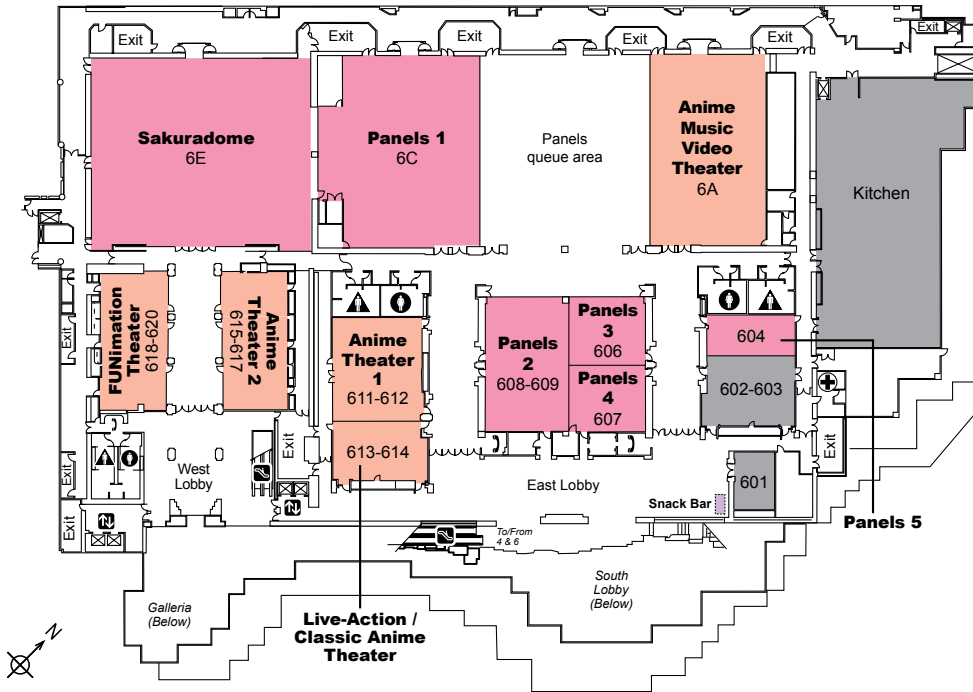 Exit
Exit
Exit
Exit
Exit
Exit
Sakuradome
6E
Panels 1
6C
Panels
queue area
Anime
Music
Video
Theater
6A
Kitchen
FUNimation
Theater
618-620
Anime
Theater 2
615-617
Anime
Theater
1
611-612
613-614
Panels
2
608-609
Panels
3
606
Panels
4
607
604
602-603
601
Exit
Exit
Exit
Exit
Exit
West
Lobby
East Lobby
Snack Bar
Panels 5
To/From
4 & 6
Galleria
(Below)
South
Lobby
(Below)
Live-Action /
Classic Anime
Theater
N